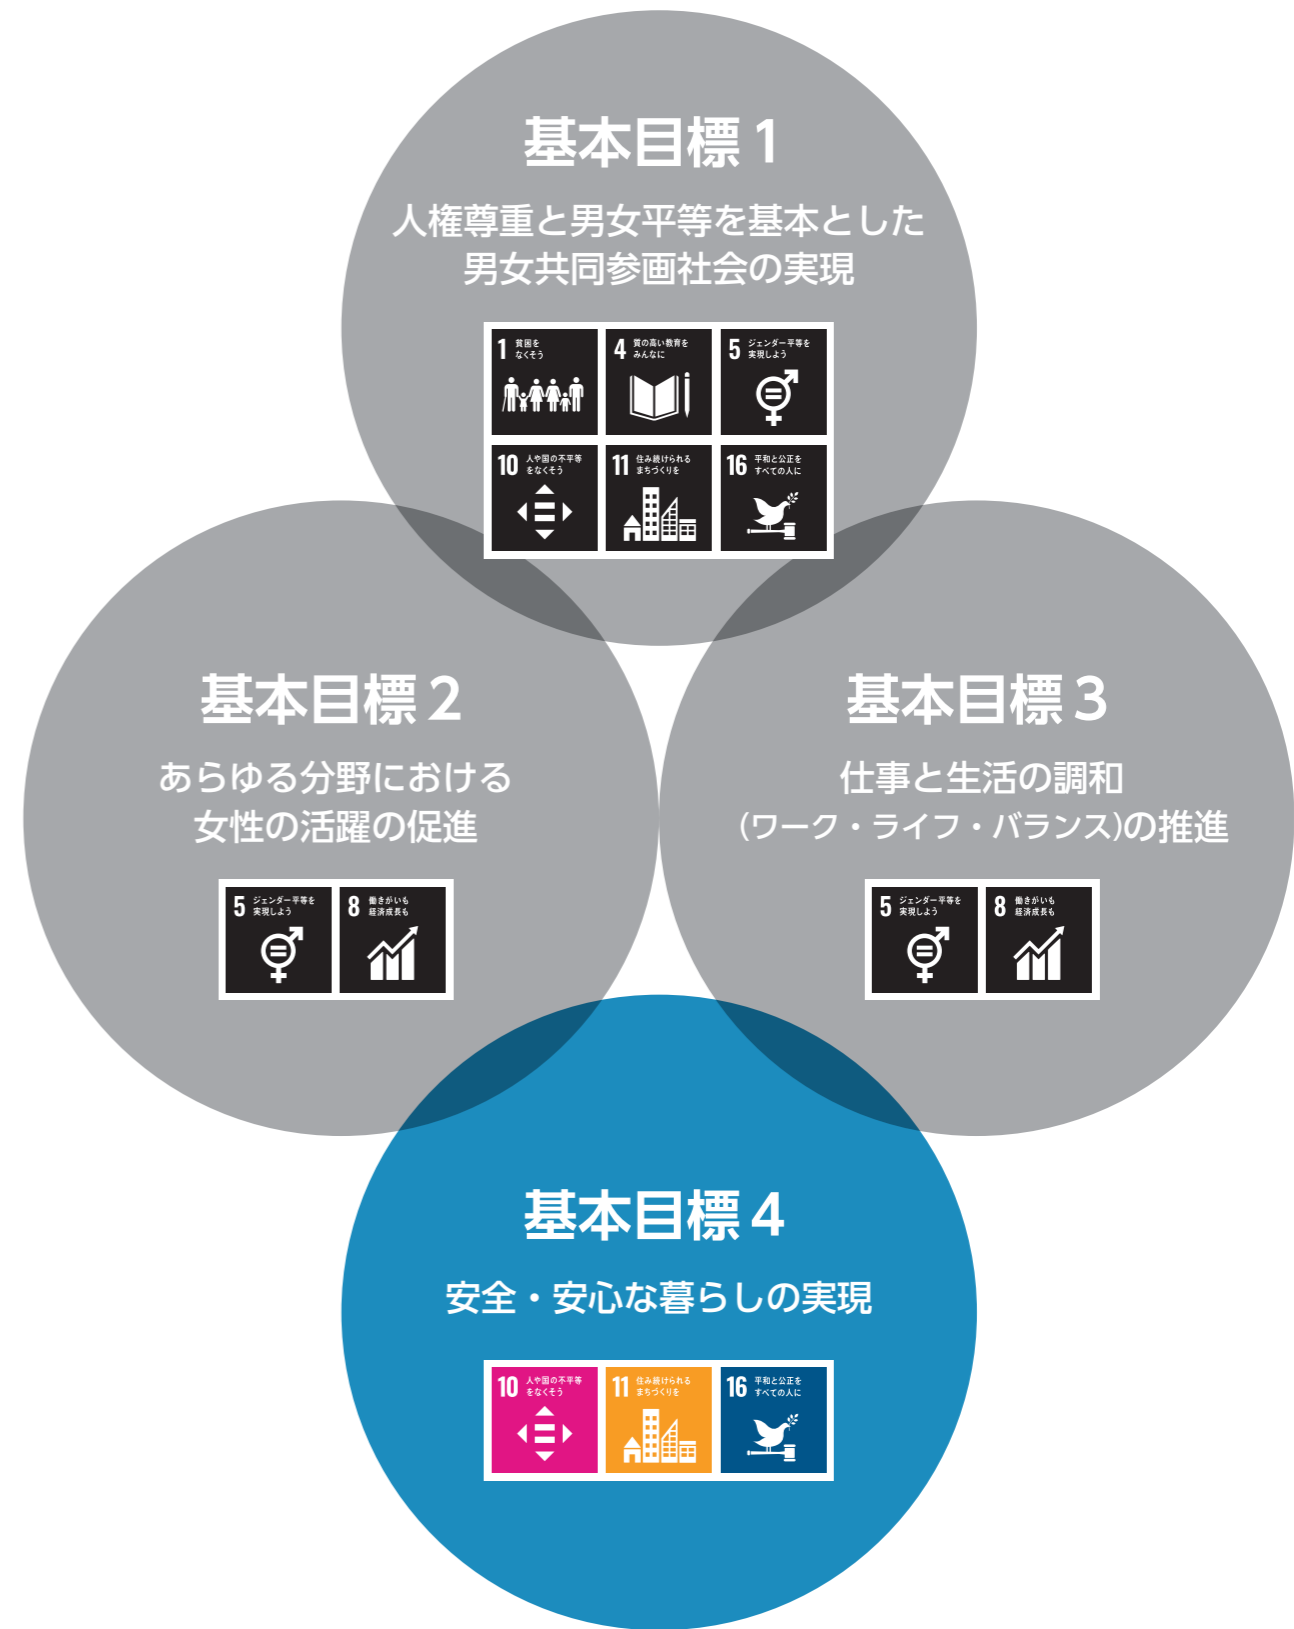 基本目標1
人権尊重と男女平等を基本とした
男女共同参画社会の実現
1 貧困を
なくそう
4 質の高い教育を
みんなに
5 ジェンダー平等を
実現しよう
10 人や国の不平等
をなくそう
11 住み続けられる
まちづくりを
16 平和と公正を
すべての人に
基本目標2
あらゆる分野における
女性の活躍の促進
5 ジェンダー平等を
実現しよう
8 働きがいも
経済成長も
基本目標3
仕事と生活の調和
(ワーク・ライフ・バランス)の推進
5 ジェンダー平等を
実現しよう
8 働きがいも
経済成長も
基本目標4
安全・安心な暮らしの実現
10 人や国の不平等
をなくそう
11 住み続けられる
まちづくりを
16 平和と公正を
すべての人に